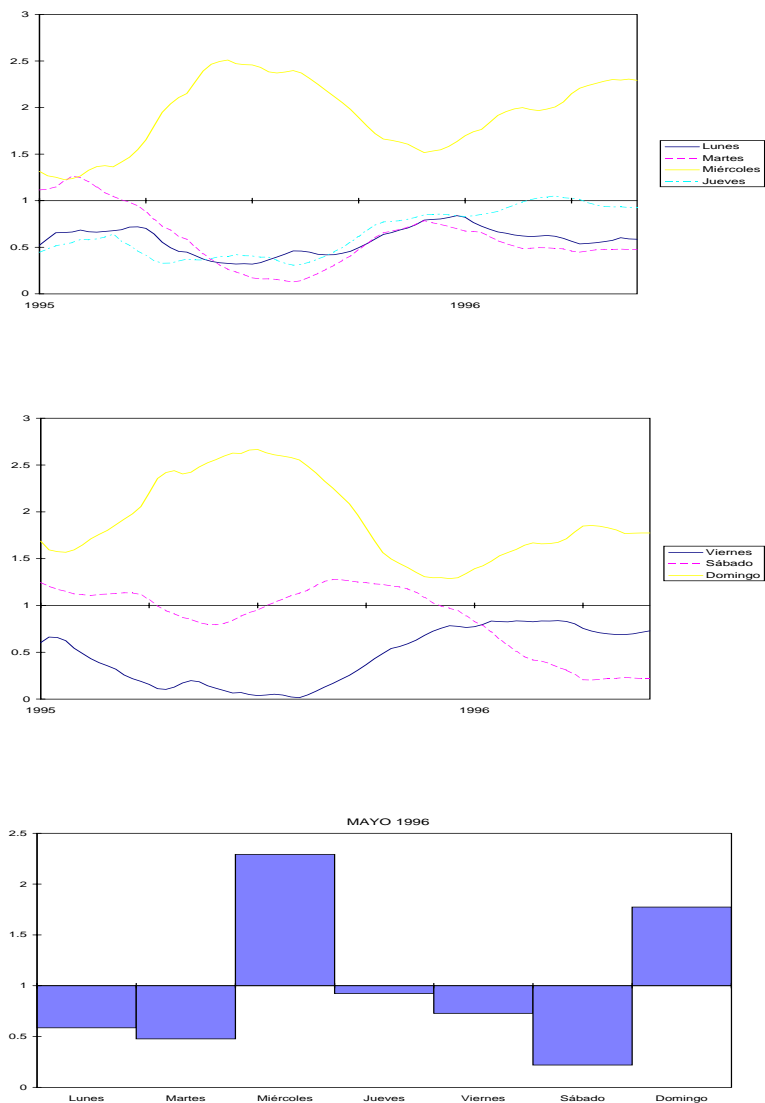 3
2.5
2
1.5
1
0.5
0
1995 1996
Lunes
Martes
Miércoles
Jueves
3
2.5
2
1.5
1
0.5
0
1995 1996
Viernes
Sábado
Domingo
MAYO 1996
2.5
2
1.5
1
0.5
0
Lunes Martes Miércoles Jueves Viernes Sábado Domingo